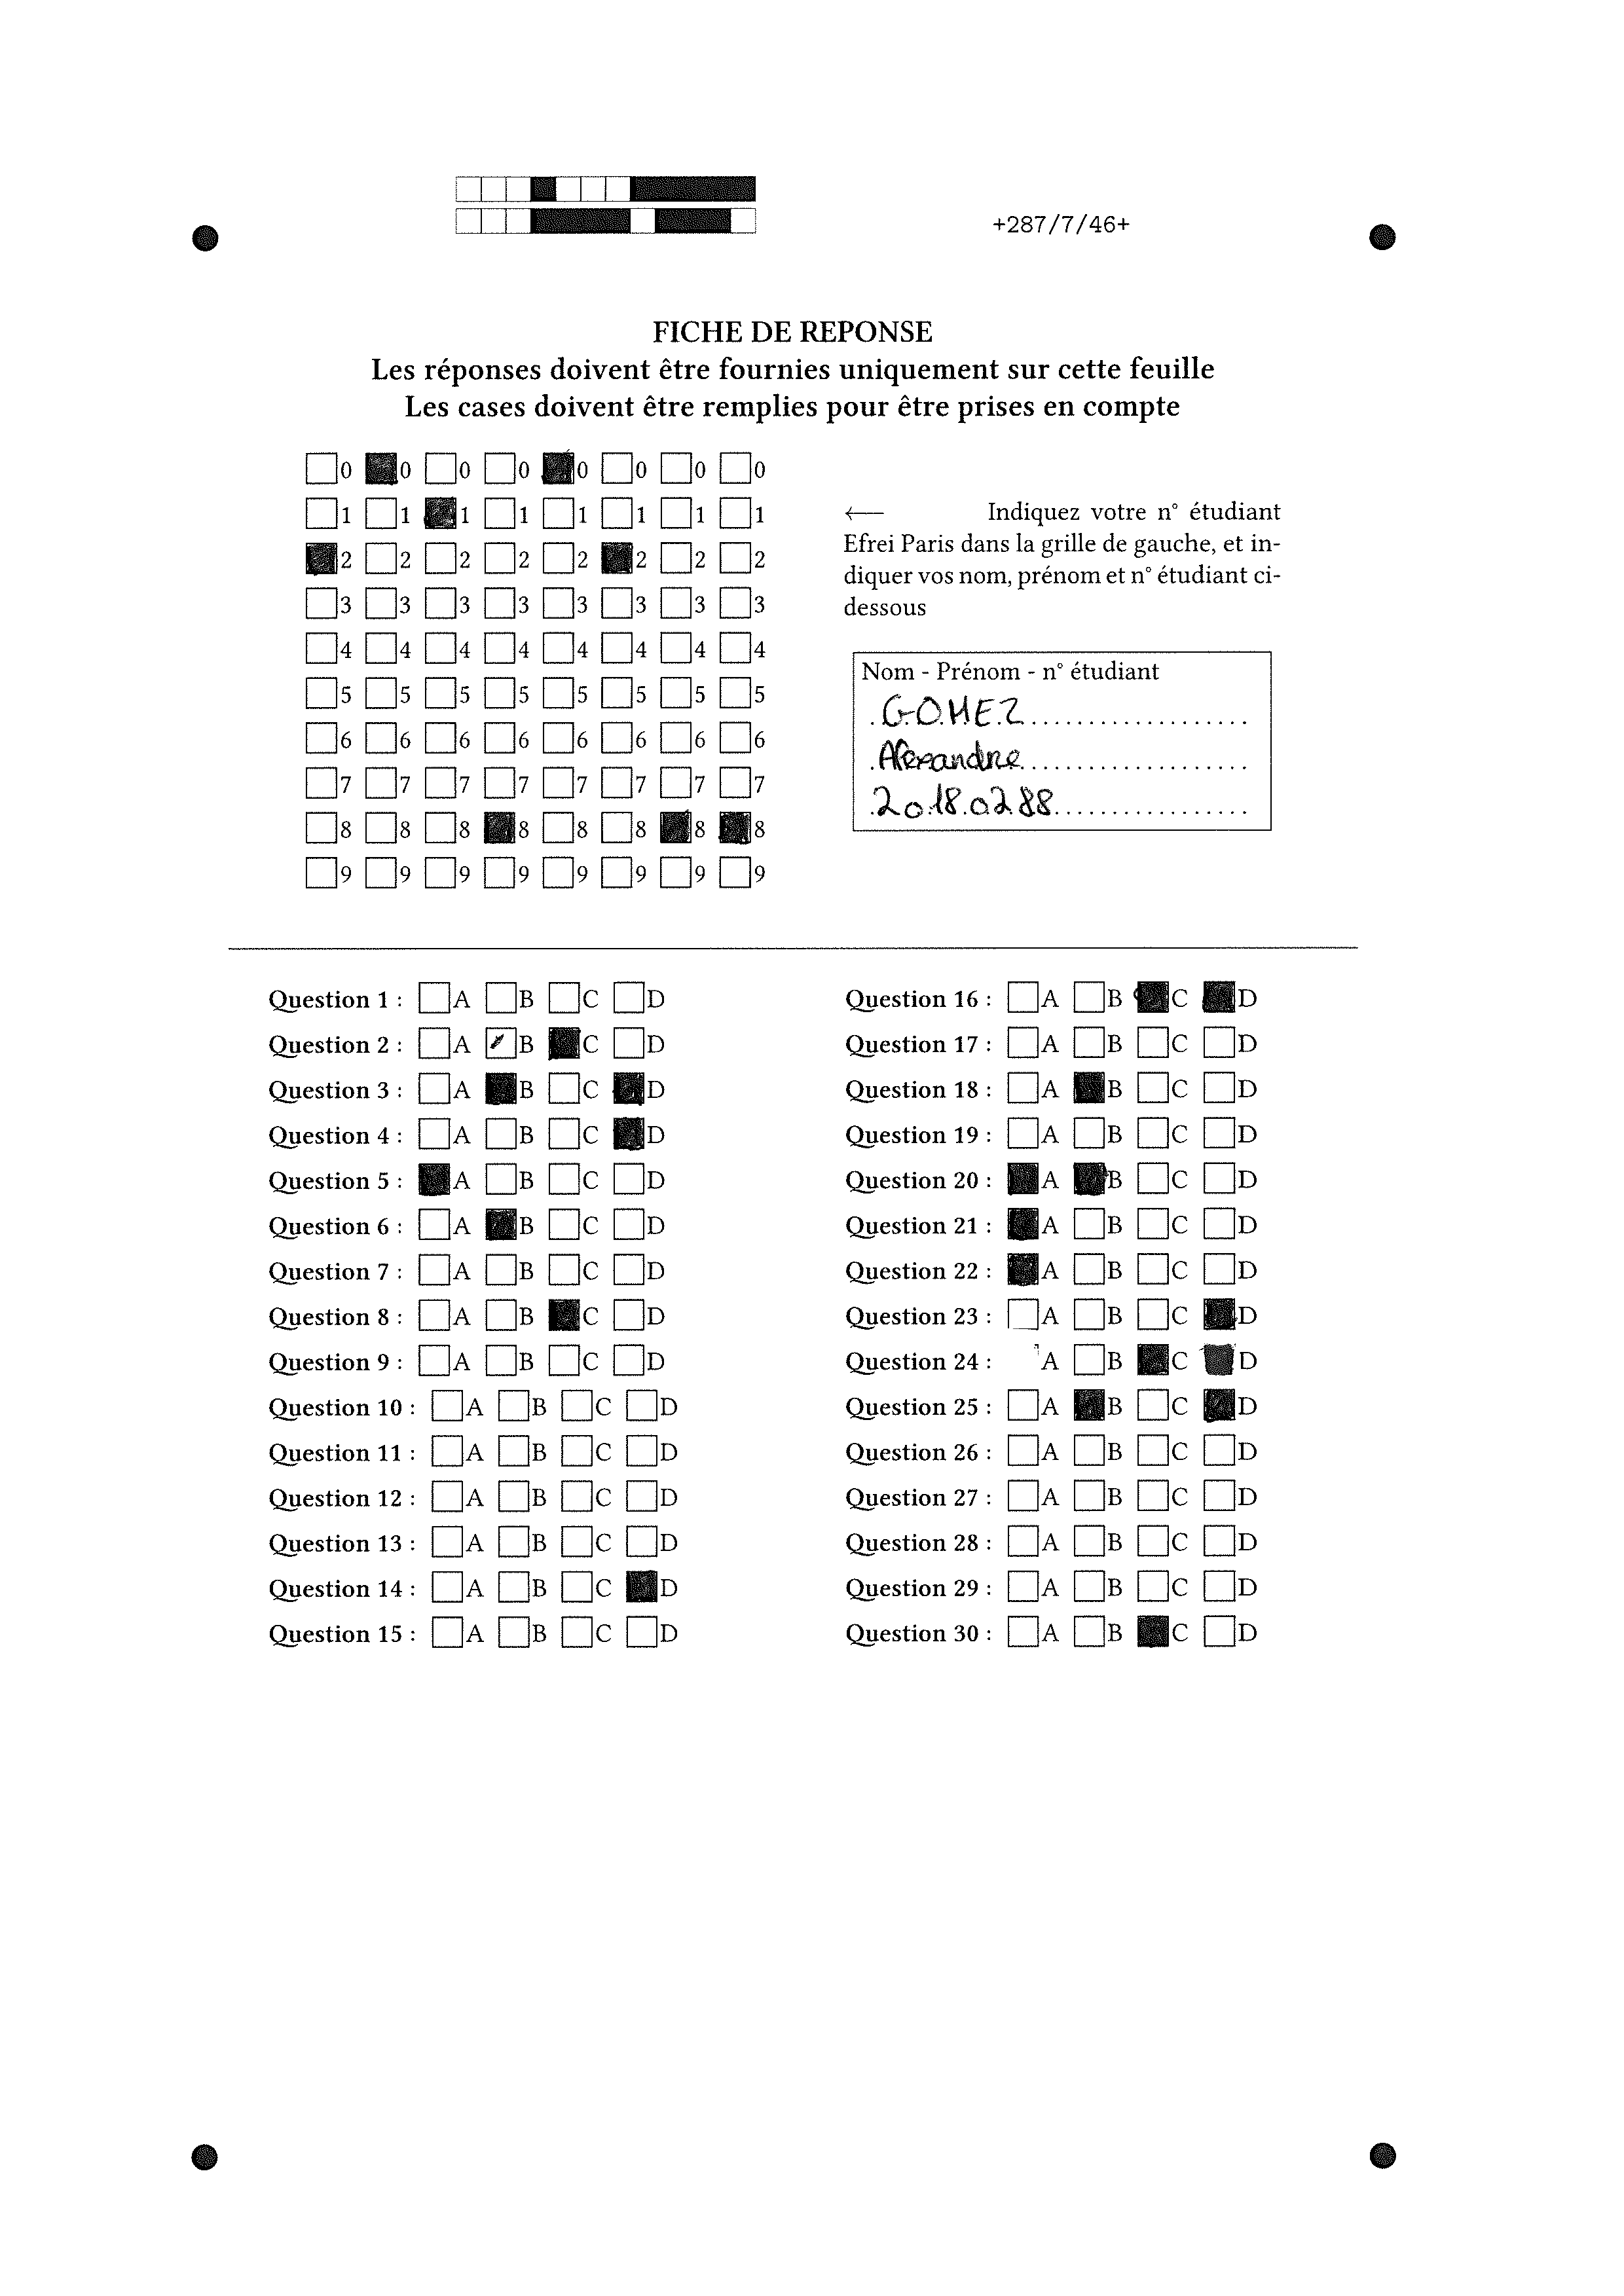 +287/7/46+
FICHE DE REPONSE
Les réponses doivent être fournies uniquement sur cette feuille
Les cases doivent être remplies pour être prises en compte
0 0 0 0 0 0 0 0
1 1 1 1 1 1 1 1
2 2 2 2 2 2 2 2
3 3 3 3 3 3 3 3
4 4 4 4 4 4 4 4
5 5 5 5 5 5 5 5
6 6 6 6 6 6 6 6
7 7 7 7 7 7 7 7
8 8 8 8 8 8 8 8
9 9 9 9 9 9 9 9
← Indiquez votre n° étudiant
Efrei Paris dans la grille de gauche, et in-
diquer vos nom, prénom et n° étudiant ci-
dessous
Nom - Prénom - n° étudiant
GOMEZ
Alexandre
20180288
Question 1 : A B C D
Question 2 : A B C D
Question 3 : A B C D
Question 4 : A B C D
Question 5 : A B C D
Question 6 : A B C D
Question 7 : A B C D
Question 8 : A B C D
Question 9 : A B C D
Question 10 : A B C D
Question 11 : A B C D
Question 12 : A B C D
Question 13 : A B C D
Question 14 : A B C D
Question 15 : A B C D
Question 16 : A B C D
Question 17 : A B C D
Question 18 : A B C D
Question 19 : A B C D
Question 20 : A B C D
Question 21 : A B C D
Question 22 : A B C D
Question 23 : A B C D
Question 24 : A B C D
Question 25 : A B C D
Question 26 : A B C D
Question 27 : A B C D
Question 28 : A B C D
Question 29 : A B C D
Question 30 : A B C D